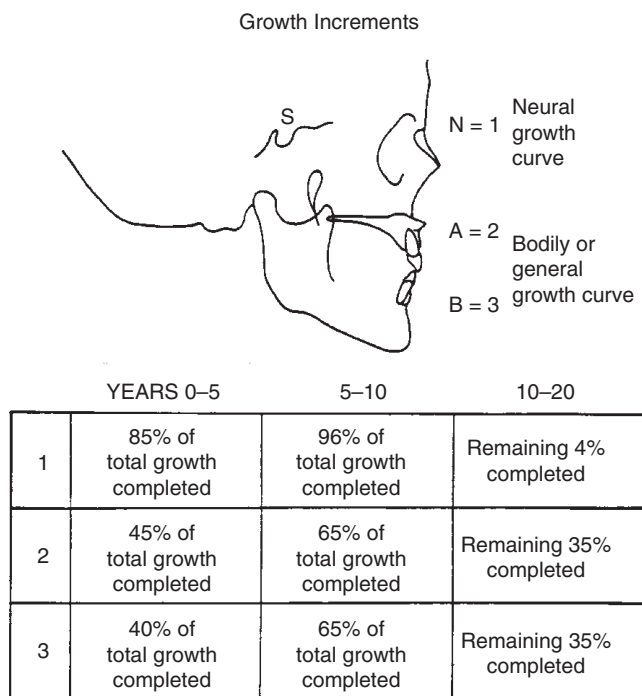 Growth Increments
S
N = 1 Neural
growth
curve
A = 2
Bodily or
general
B = 3 growth curve
YEARS 0–5 5–10 10–20
1
85% of
total growth
completed
96% of
total growth
completed
Remaining 4%
completed
2
45% of
total growth
completed
65% of
total growth
completed
Remaining 35%
completed
3
40% of
total growth
completed
65% of
total growth
completed
Remaining 35%
completed